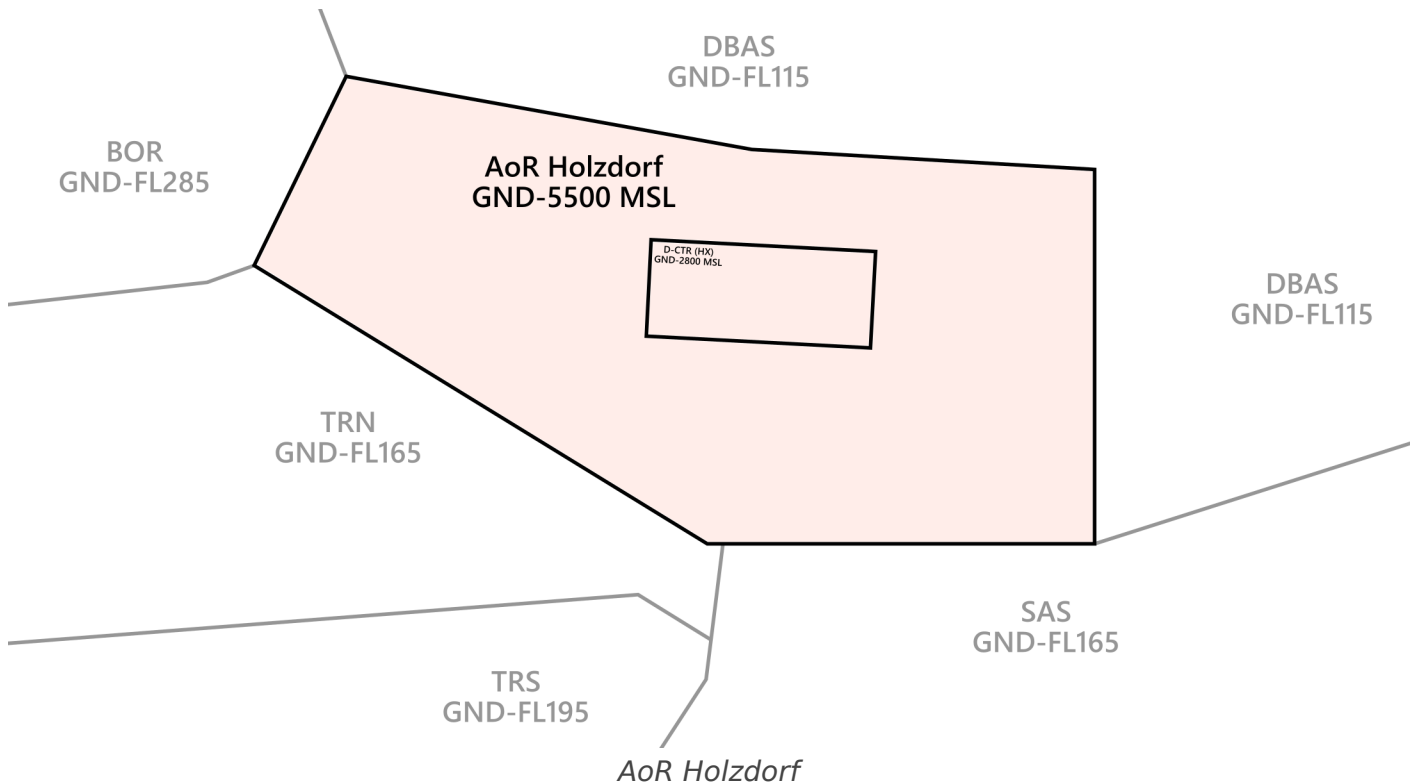 DBAS
GND-FL115
BOR
GND-FL285
AoR Holzdorf
GND-5500 MSL
D-CTR (HX)
GND-2800 MSL
DBAS
GND-FL115
TRN
GND-FL165
SAS
GND-FL165
TRS
GND-FL195
AoR Holzdorf